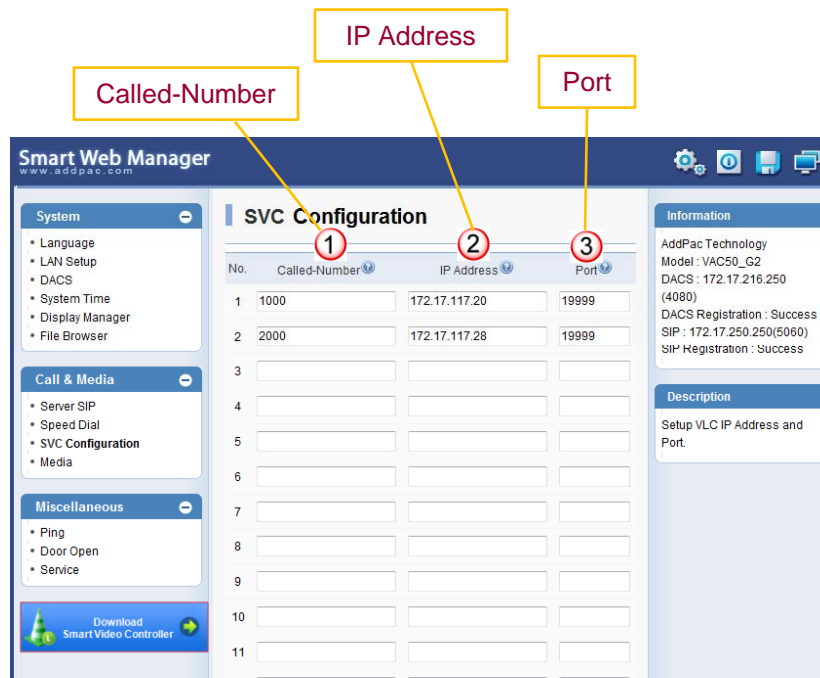 IP Address
Called-Number
Port
Smart Web Manager
www.addpac.com
System
Language
LAN Setup
DACS
System Time
Display Manager
File Browser
Call & Media
Server SIP
Speed Dial
SVC Configuration
Media
Miscellaneous
Ping
Door Open
Service
Download
Smart Video Controller
SVC Configuration
1 2 3
No. Called-Number IP Address Port
1 1000 172.17.117.20 19999
2 2000 172.17.117.28 19999
3
4
5
6
7
8
9
10
11
Information
AddPac Technology
Model : VAC50_G2
DACS : 172.17.216.250
(4080)
DACS Registration : Success
SIP : 172.17.250.250(5060)
SIP Registration : Success
Description
Setup VLC IP Address and
Port.